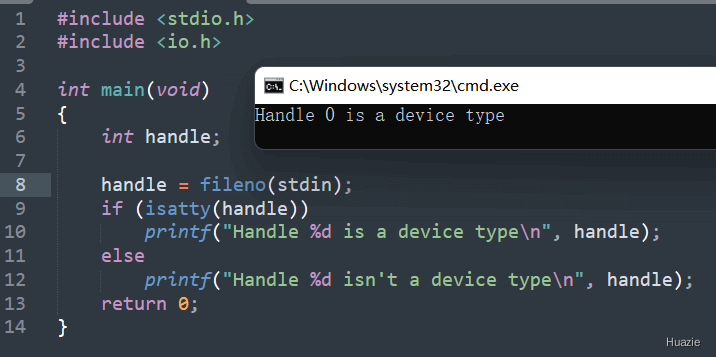 1 #include <stdio.h>
2 #include <io.h>
3
4 int main(void)
5 {
6     int handle;
7
8     handle = fileno(stdin);
9     if (isatty(handle))
10         printf("Handle %d is a device type\n", handle);
11     else
12         printf("Handle %d isn't a device type\n", handle);
13     return 0;
14 }
C:\Windows\system32\cmd.exe
Handle 0 is a device type
Huazie